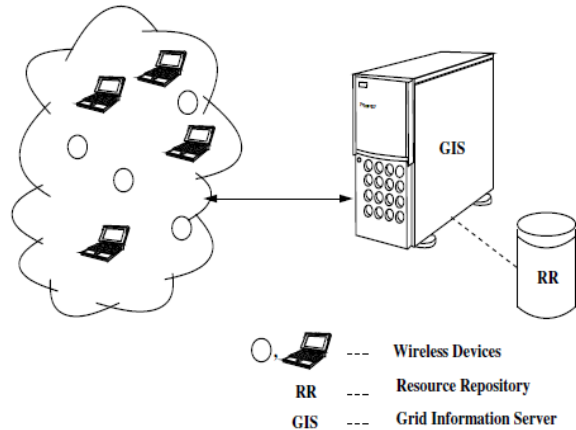 GIS
RR
--- Wireless Devices
RR --- Resource Repository
GIS --- Grid Information Server